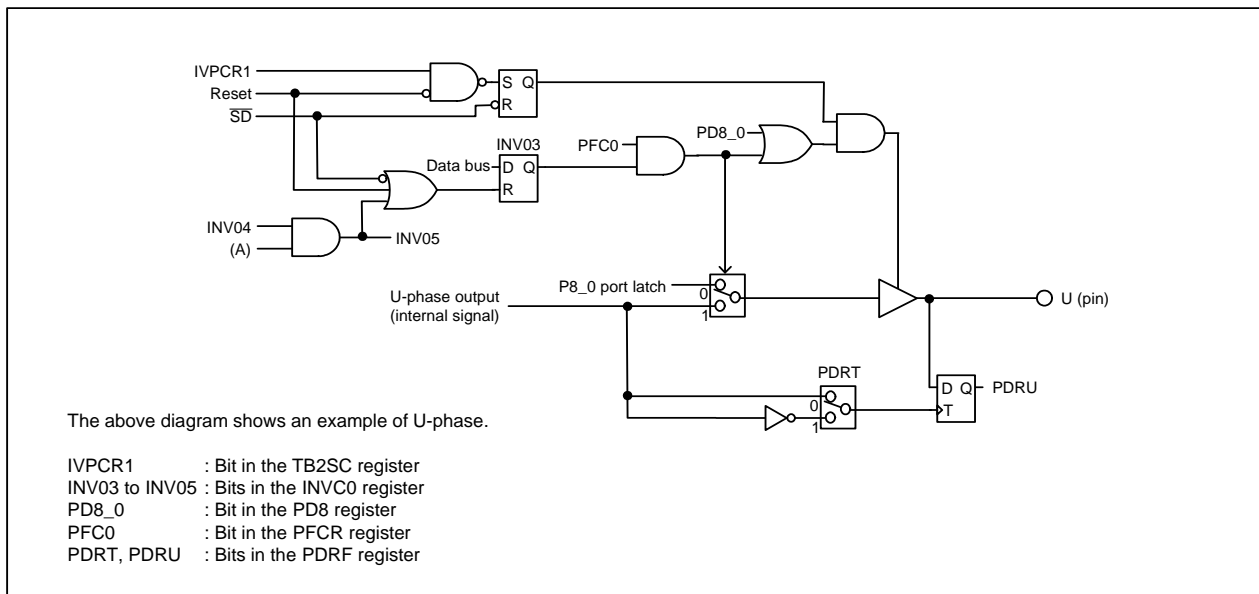 IVPCR1
Reset
SD
S Q
R
INV03
Data bus
D Q
R
PFC0
PD8_0
INV04
(A)
INV05
P8_0 port latch
0
1
U-phase output
(internal signal)
U (pin)
PDRT
0
1
D Q
T
PDRU
The above diagram shows an example of U-phase.
IVPCR1 : Bit in the TB2SC register
INV03 to INV05 : Bits in the INVC0 register
PD8_0 : Bit in the PD8 register
PFC0 : Bit in the PFCR register
PDRT, PDRU : Bits in the PDRF register